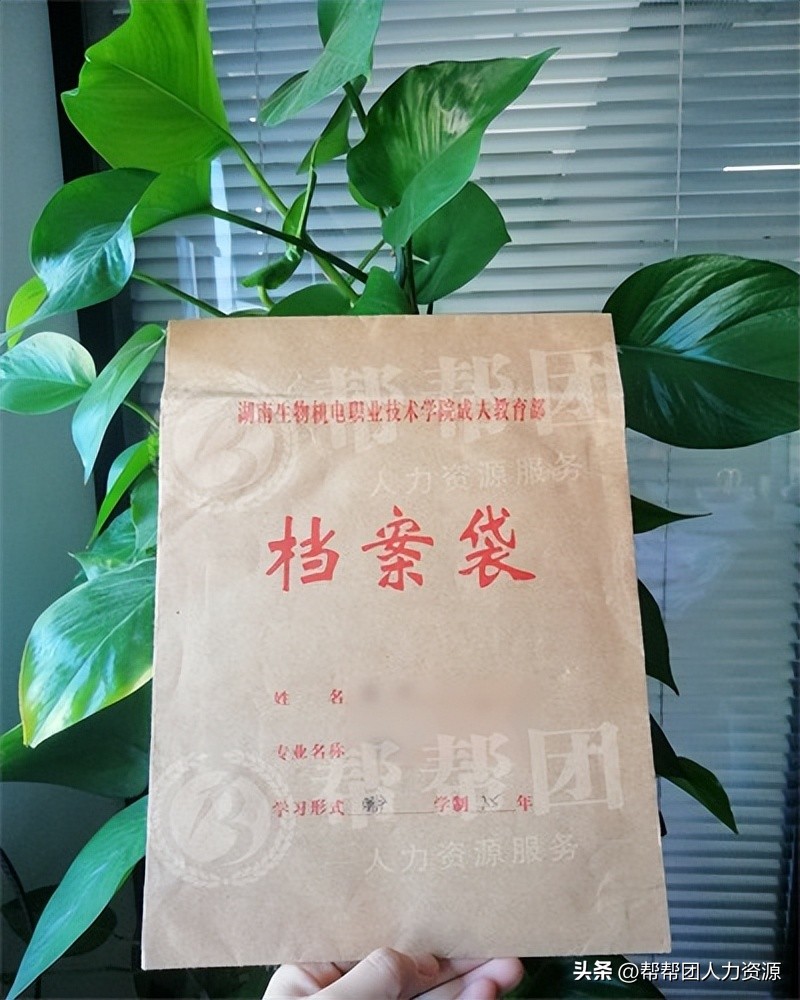 湖南生物机电职业技术学院成人教育部
帮帮团
人力资源服务
档案袋
姓 名
专业名称
帮帮团
学习形式 学制 2.5 年
人力资源服务
头条 @帮帮团人力资源